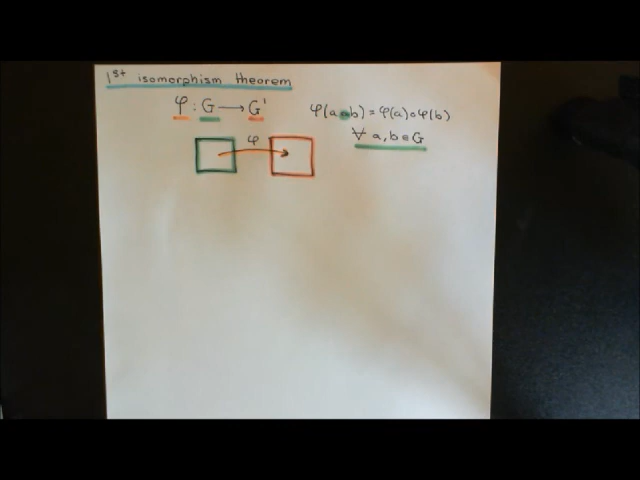 1st isomorphism theorem
φ : G → G'
φ(a∘b) = φ(a)∘φ(b)
∀ a, b ∈ G
φ